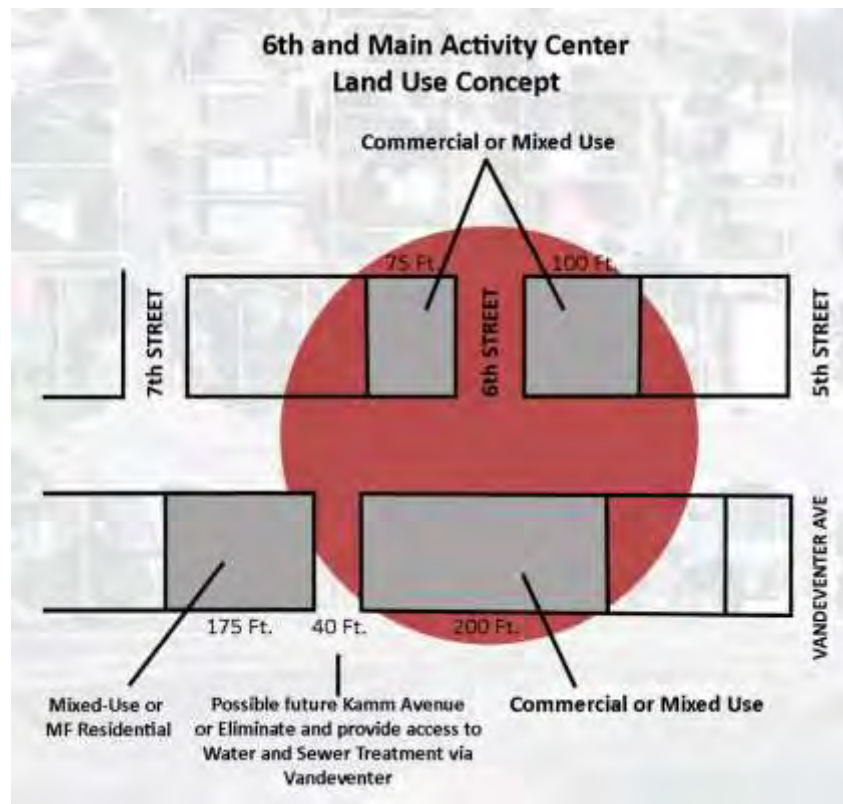 6th and Main Activity Center
Land Use Concept
Commercial or Mixed Use
75 Ft.
100 Ft.
7th STREET
6th STREET
5th STREET
VANDEVENTER AVE
175 Ft.
40 Ft.
200 Ft.
Mixed-Use or
MF Residential
Possible future Kamm Avenue
or Eliminate and provide access to
Water and Sewer Treatment via
Vandeventer
Commercial or Mixed Use